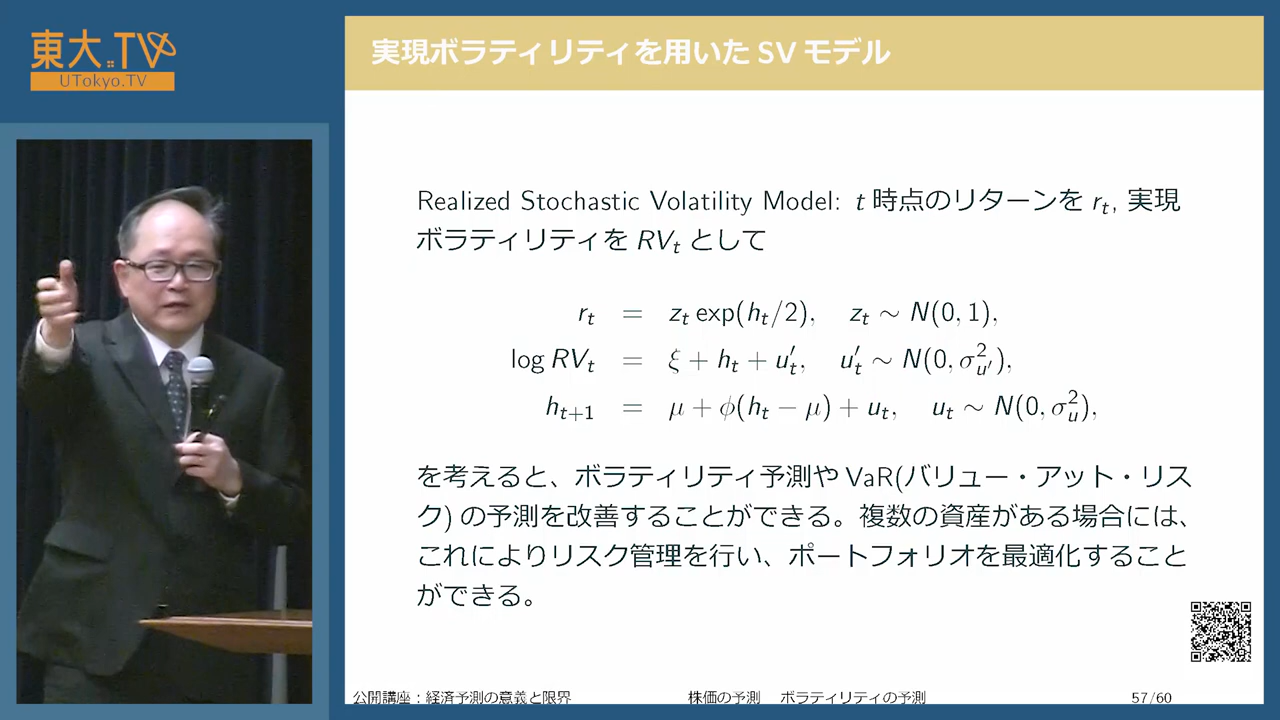 東大.TV
UTokyo.TV
実現ボラティリティを用いた SV モデル
Realized Stochastic Volatility Model: t 時点のリターンを r_t, 実現
ボラティリティを RV_t として
r_t = z_t exp(h_t/2), z_t ∼ N(0, 1),
log RV_t = ξ + h_t + u′_t, u′_t ∼ N(0, σ²_{u′}),
h_{t+1} = μ + ϕ(h_t − μ) + u_t, u_t ∼ N(0, σ²_u),
を考えると、ボラティリティ予測や VaR(バリュー・アット・リス
ク) の予測を改善することができる。複数の資産がある場合には、
これによりリスク管理を行い、ポートフォリオを最適化すること
ができる。
公開講座：経済予測の意義と限界 株価の予測 ボラティリティの予測 57/60